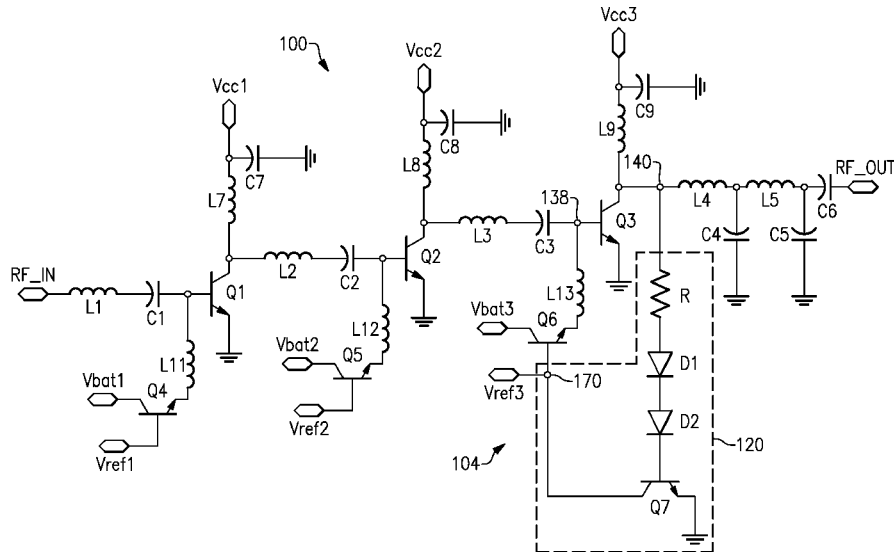 Vcc3
100
Vcc2
C9
L9
Vcc1
C8
L8
140
RF_OUT
138
C7
L4
L5
C6
Q3
L7
L3
C3
C4
C5
Q2
RF_IN
L2
C2
Q1
L13
R
L1
C1
Vbat3
Q6
L12
L11
Vbat2
Q5
D1
Vbat1
Q4
Vref3
170
D2
Vref2
104
120
Vref1
Q7